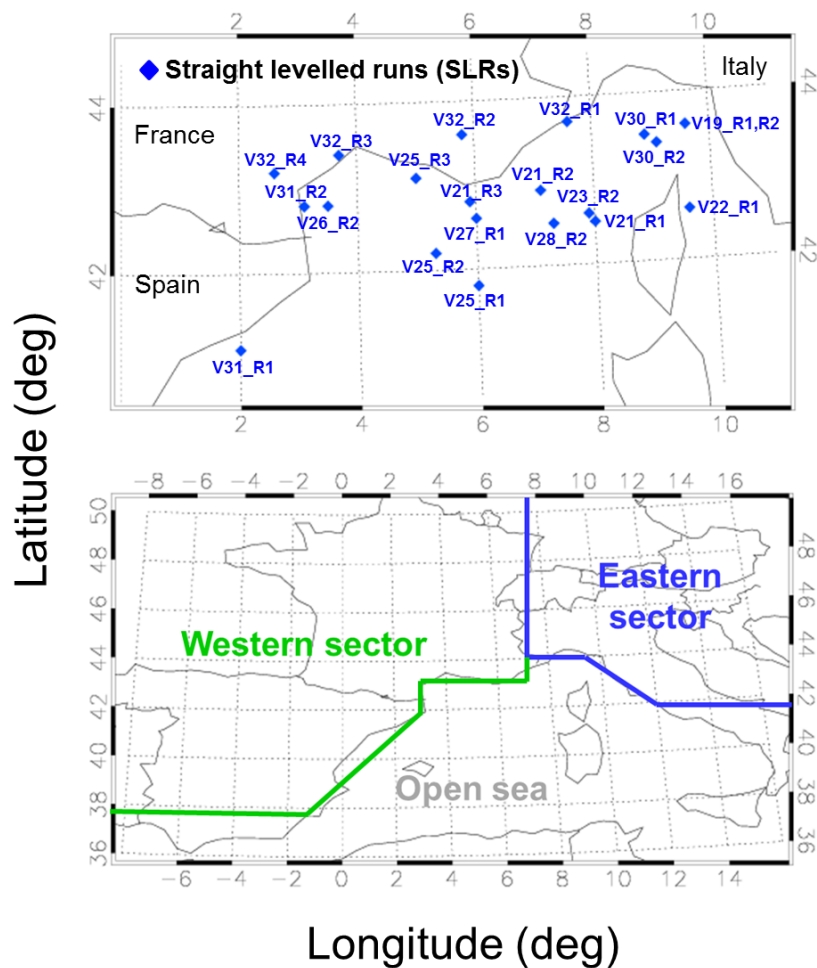 2 4 6 8 10
Straight levelled runs (SLRs)
Italy
44
44
France
V32_R2
V32_R1
V30_R1
V19_R1,R2
V32_R3
V30_R2
V32_R4
V25_R3
V21_R2
V31_R2
V21_R3
V23_R2
V26_R2
V22_R1
V27_R1
V28_R2
V21_R1
V25_R2
42
42
Spain
V25_R1
V31_R1
2 4 6 8 10
Latitude (deg)
-8 -6 -4 -2 0 2 4 6 8 10 12 14 16
50
48
48
Eastern
sector
46
46
Western sector
44
44
42
42
40
40
Open sea
38
38
36
36
-6 -4 -2 0 2 4 6 8 10 12 14
Longitude (deg)